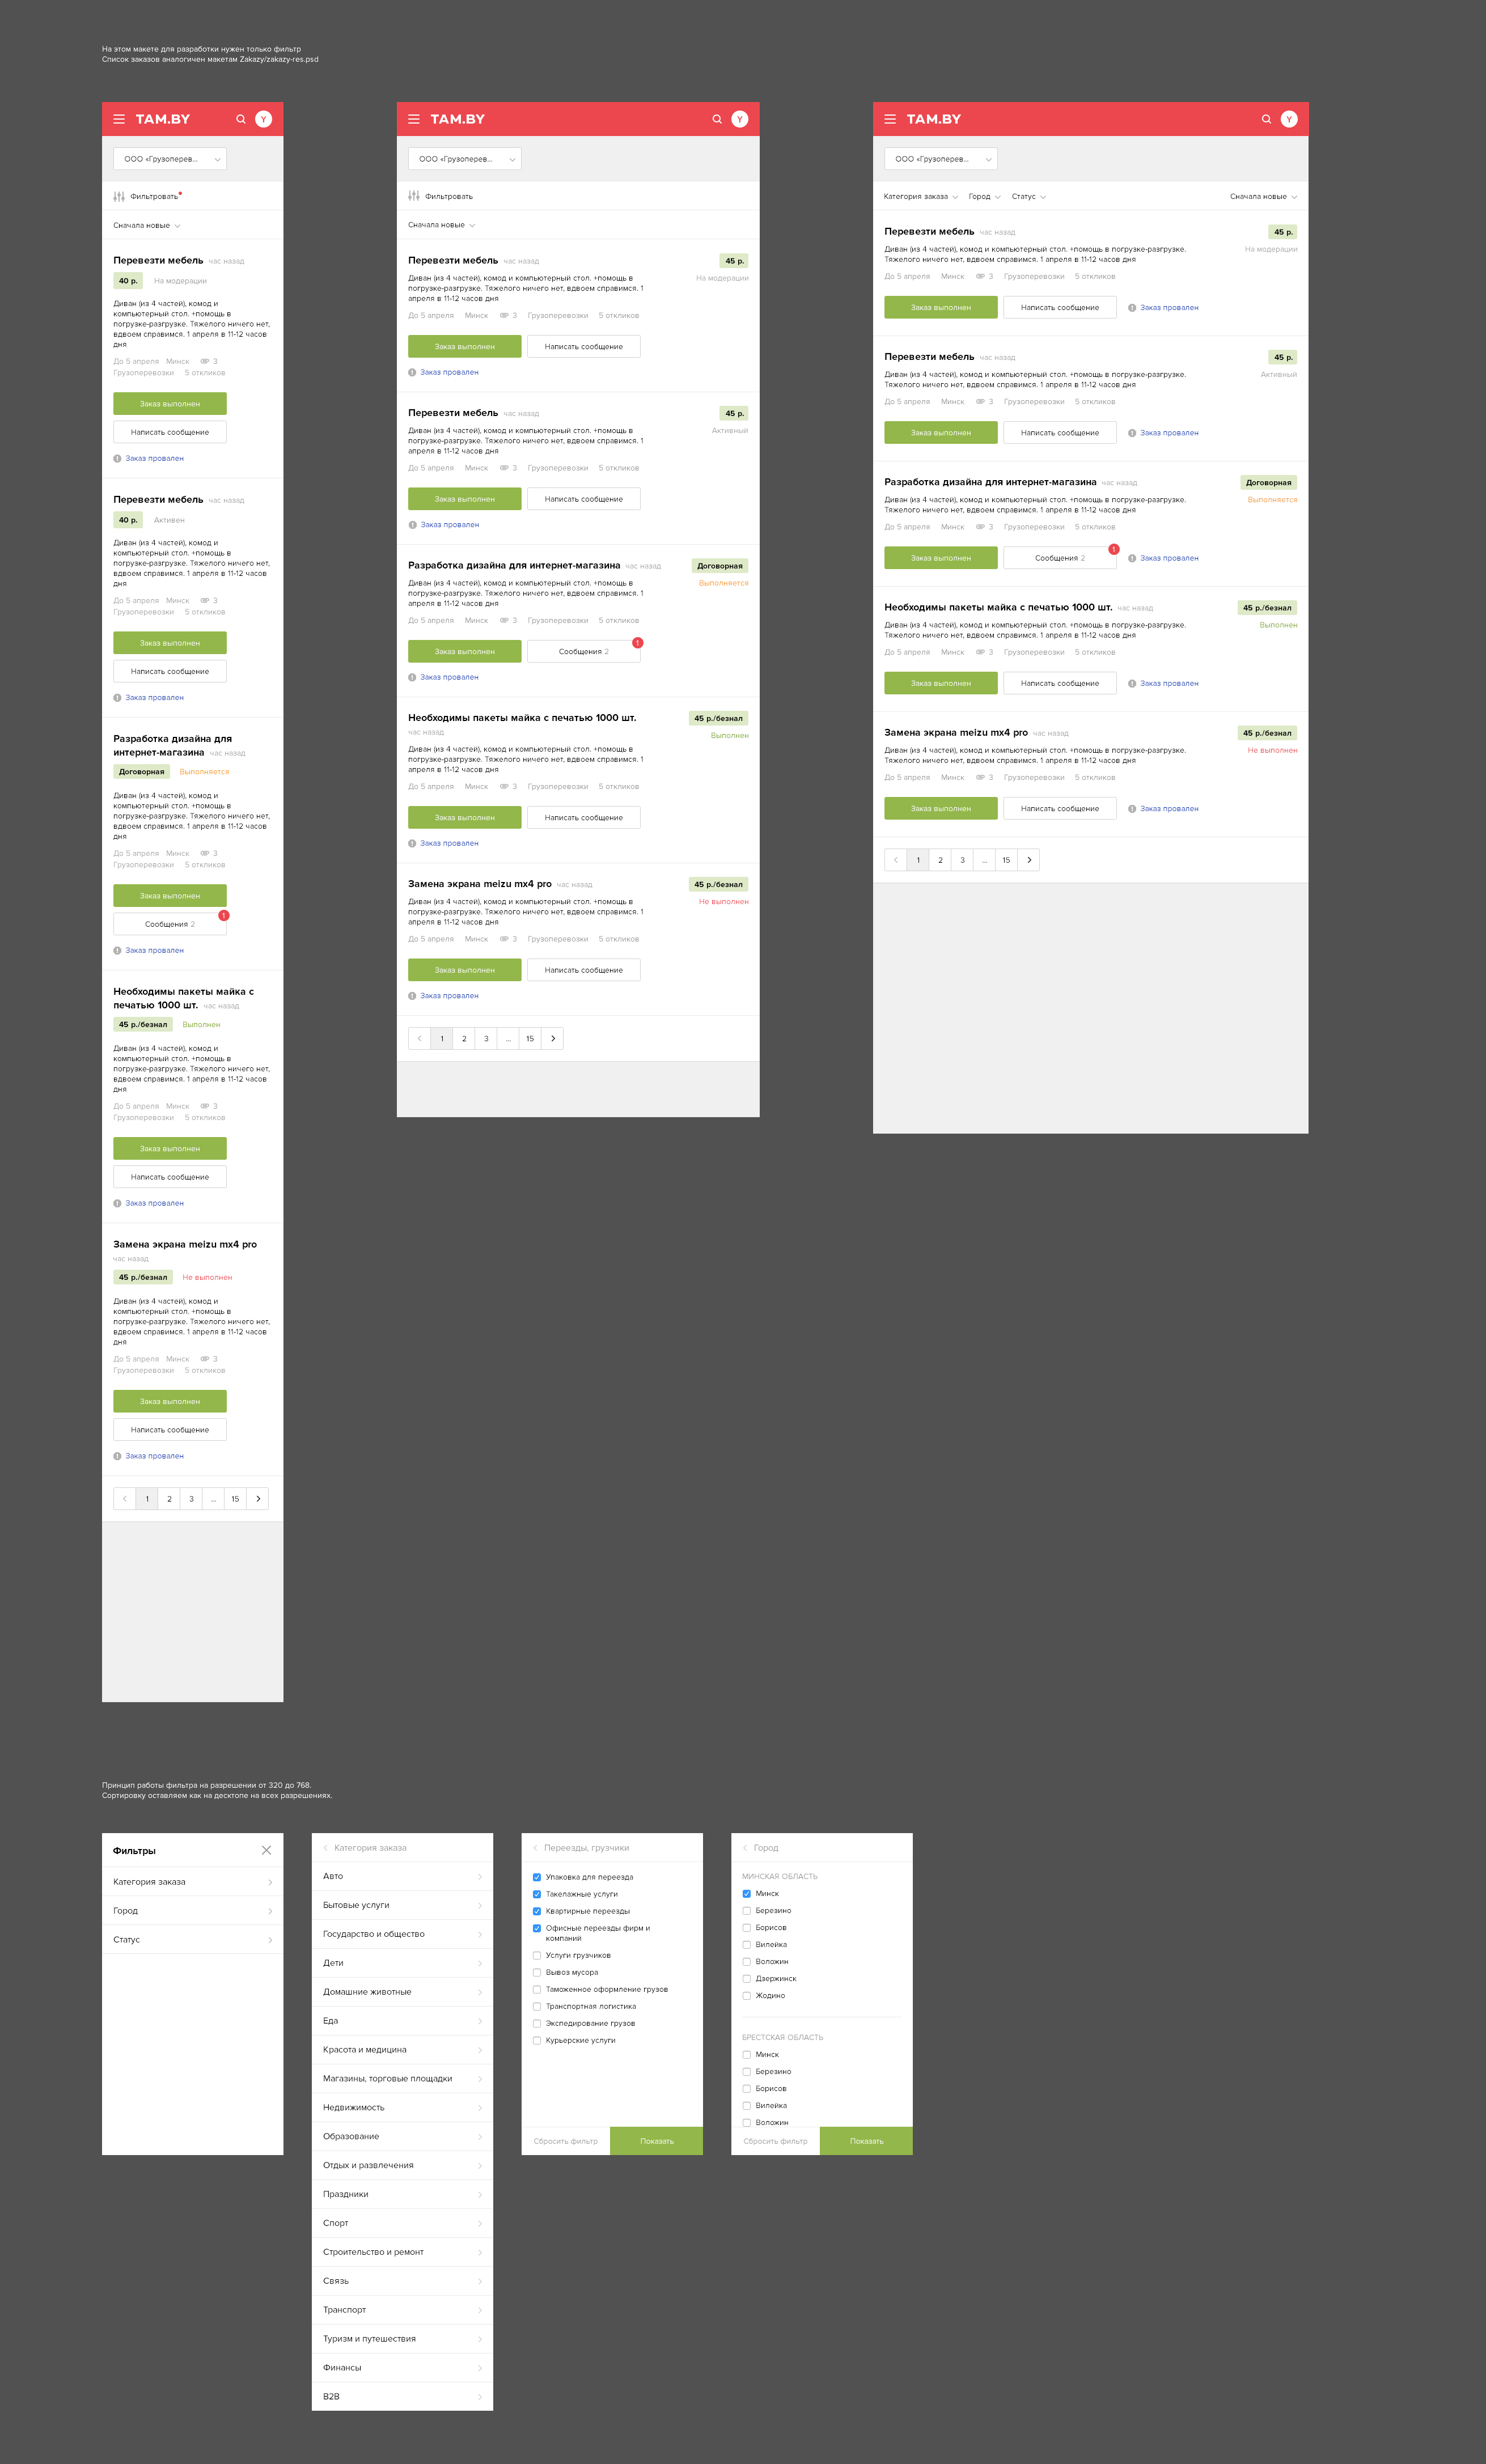 На этом макете для разработки нужен только фильтр
Список заказов аналогичен макетам Zakazy/zakazy-res.psd
TAM.BY
Y
ООО «Грузоперев...
Фильтровать
Сначала новые
Перевезти мебель час назад
40 р. На модерации
Диван (из 4 частей), комод и
компьютерный стол. +помощь в
погрузке-разгрузке. Тяжелого ничего нет,
вдвоем справимся. 1 апреля в 11-12 часов
дня
До 5 апреля Минск 3
Грузоперевозки 5 откликов
Заказ выполнен
Написать сообщение
Заказ провален
Перевезти мебель час назад
40 р. Активен
Диван (из 4 частей), комод и
компьютерный стол. +помощь в
погрузке-разгрузке. Тяжелого ничего нет,
вдвоем справимся. 1 апреля в 11-12 часов
дня
До 5 апреля Минск 3
Грузоперевозки 5 откликов
Заказ выполнен
Написать сообщение
Заказ провален
Разработка дизайна для
интернет-магазина час назад
Договорная Выполняется
Диван (из 4 частей), комод и
компьютерный стол. +помощь в
погрузке-разгрузке. Тяжелого ничего нет,
вдвоем справимся. 1 апреля в 11-12 часов
дня
До 5 апреля Минск 3
Грузоперевозки 5 откликов
Заказ выполнен
Сообщения 2 1
Заказ провален
Необходимы пакеты майка с
печатью 1000 шт. час назад
45 р./безнал Выполнен
Диван (из 4 частей), комод и
компьютерный стол. +помощь в
погрузке-разгрузке. Тяжелого ничего нет,
вдвоем справимся. 1 апреля в 11-12 часов
дня
До 5 апреля Минск 3
Грузоперевозки 5 откликов
Заказ выполнен
Написать сообщение
Заказ провален
Замена экрана meizu mx4 pro
час назад
45 р./безнал Не выполнен
Диван (из 4 частей), комод и
компьютерный стол. +помощь в
погрузке-разгрузке. Тяжелого ничего нет,
вдвоем справимся. 1 апреля в 11-12 часов
дня
До 5 апреля Минск 3
Грузоперевозки 5 откликов
Заказ выполнен
Написать сообщение
Заказ провален
1 2 3 ... 15
TAM.BY
Y
ООО «Грузоперев...
Фильтровать
Сначала новые
Перевезти мебель час назад 45 р.
Диван (из 4 частей), комод и компьютерный стол. +помощь в На модерации
погрузке-разгрузке. Тяжелого ничего нет, вдвоем справимся. 1
апреля в 11-12 часов дня
До 5 апреля Минск 3 Грузоперевозки 5 откликов
Заказ выполнен Написать сообщение
Заказ провален
Перевезти мебель час назад 45 р.
Диван (из 4 частей), комод и компьютерный стол. +помощь в Активный
погрузке-разгрузке. Тяжелого ничего нет, вдвоем справимся. 1
апреля в 11-12 часов дня
До 5 апреля Минск 3 Грузоперевозки 5 откликов
Заказ выполнен Написать сообщение
Заказ провален
Разработка дизайна для интернет-магазина час назад Договорная
Диван (из 4 частей), комод и компьютерный стол. +помощь в Выполняется
погрузке-разгрузке. Тяжелого ничего нет, вдвоем справимся. 1
апреля в 11-12 часов дня
До 5 апреля Минск 3 Грузоперевозки 5 откликов
Заказ выполнен Сообщения 2 1
Заказ провален
Необходимы пакеты майка с печатью 1000 шт. 45 р./безнал
час назад Выполнен
Диван (из 4 частей), комод и компьютерный стол. +помощь в
погрузке-разгрузке. Тяжелого ничего нет, вдвоем справимся. 1
апреля в 11-12 часов дня
До 5 апреля Минск 3 Грузоперевозки 5 откликов
Заказ выполнен Написать сообщение
Заказ провален
Замена экрана meizu mx4 pro час назад 45 р./безнал
Диван (из 4 частей), комод и компьютерный стол. +помощь в Не выполнен
погрузке-разгрузке. Тяжелого ничего нет, вдвоем справимся. 1
апреля в 11-12 часов дня
До 5 апреля Минск 3 Грузоперевозки 5 откликов
Заказ выполнен Написать сообщение
Заказ провален
1 2 3 ... 15
TAM.BY
Y
ООО «Грузоперев...
Категория заказа Город Статус Сначала новые
Перевезти мебель час назад 45 р.
Диван (из 4 частей), комод и компьютерный стол. +помощь в погрузке-разгрузке. На модерации
Тяжелого ничего нет, вдвоем справимся. 1 апреля в 11-12 часов дня
До 5 апреля Минск 3 Грузоперевозки 5 откликов
Заказ выполнен Написать сообщение Заказ провален
Перевезти мебель час назад 45 р.
Диван (из 4 частей), комод и компьютерный стол. +помощь в погрузке-разгрузке. Активный
Тяжелого ничего нет, вдвоем справимся. 1 апреля в 11-12 часов дня
До 5 апреля Минск 3 Грузоперевозки 5 откликов
Заказ выполнен Написать сообщение Заказ провален
Разработка дизайна для интернет-магазина час назад Договорная
Диван (из 4 частей), комод и компьютерный стол. +помощь в погрузке-разгрузке. Выполняется
Тяжелого ничего нет, вдвоем справимся. 1 апреля в 11-12 часов дня
До 5 апреля Минск 3 Грузоперевозки 5 откликов
Заказ выполнен Сообщения 2 1 Заказ провален
Необходимы пакеты майка с печатью 1000 шт. час назад 45 р./безнал
Диван (из 4 частей), комод и компьютерный стол. +помощь в погрузке-разгрузке. Выполнен
Тяжелого ничего нет, вдвоем справимся. 1 апреля в 11-12 часов дня
До 5 апреля Минск 3 Грузоперевозки 5 откликов
Заказ выполнен Написать сообщение Заказ провален
Замена экрана meizu mx4 pro час назад 45 р./безнал
Диван (из 4 частей), комод и компьютерный стол. +помощь в погрузке-разгрузке. Не выполнен
Тяжелого ничего нет, вдвоем справимся. 1 апреля в 11-12 часов дня
До 5 апреля Минск 3 Грузоперевозки 5 откликов
Заказ выполнен Написать сообщение Заказ провален
1 2 3 ... 15
Принцип работы фильтра на разрешении от 320 до 768.
Сортировку оставляем как на десктопе на всех разрешениях.
Фильтры
Категория заказа
Город
Статус
Категория заказа
Авто
Бытовые услуги
Государство и общество
Дети
Домашние животные
Еда
Красота и медицина
Магазины, торговые площадки
Недвижимость
Образование
Отдых и развлечения
Праздники
Спорт
Строительство и ремонт
Связь
Транспорт
Туризм и путешествия
Финансы
B2B
Переезды, грузчики
Упаковка для переезда
Такелажные услуги
Квартирные переезды
Офисные переезды фирм и
компаний
Услуги грузчиков
Вывоз мусора
Таможенное оформление грузов
Транспортная логистика
Экспедирование грузов
Курьерские услуги
Сбросить фильтр Показать
Город
МИНСКАЯ ОБЛАСТЬ
Минск
Березино
Борисов
Вилейка
Воложин
Дзержинск
Жодино
БРЕСТСКАЯ ОБЛАСТЬ
Минск
Березино
Борисов
Вилейка
Воложин
Сбросить фильтр Показать